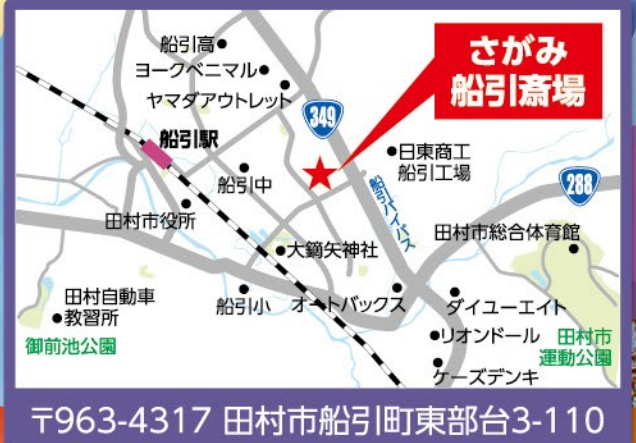 船引高
ヨークベニマル
ヤマダアウトレット
さがみ
船引斎場
349
船引駅
日東商工
船引工場
船引中
288
船引バイパス
田村市役所
田村市総合体育館
大鏑矢神社
田村自動車
教習所
船引小
オートバックス
ダイユーエイト
御前池公園
リオンドール
田村市
運動公園
ケーズデンキ
〒963-4317 田村市船引町東部台3-110